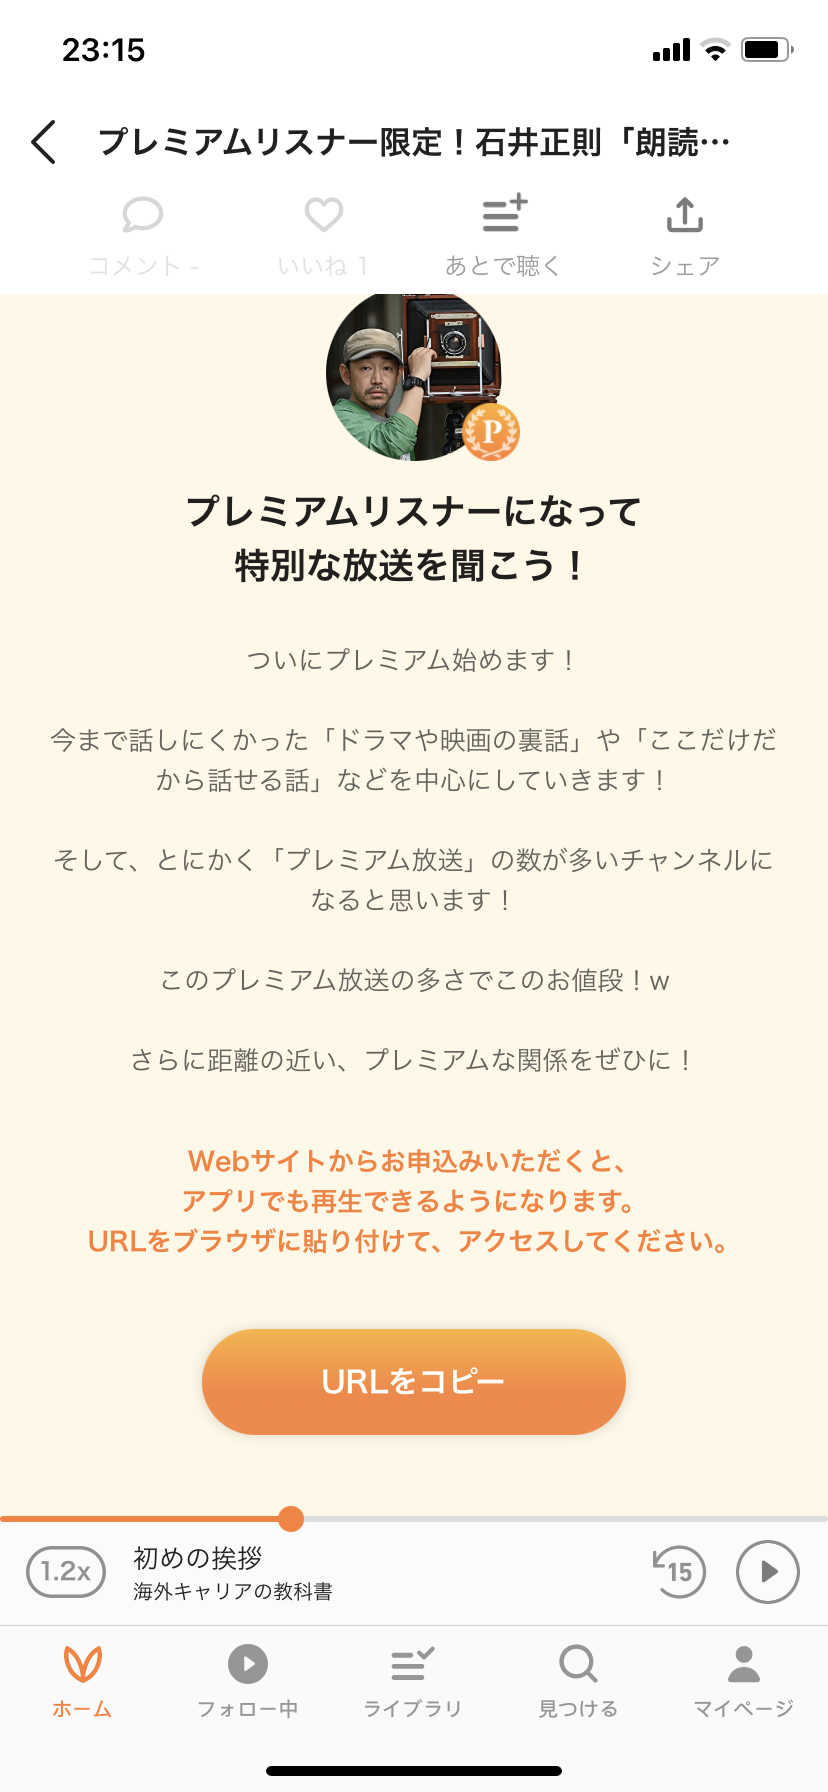 23:15
プレミアムリスナー限定！石井正則「朗読…
コメント -
いいね 1
あとで聴く
シェア
P
プレミアムリスナーになって
特別な放送を聞こう！
ついにプレミアム始めます！
今まで話しにくかった「ドラマや映画の裏話」や「ここだけだ
から話せる話」などを中心にしていきます！
そして、とにかく「プレミアム放送」の数が多いチャンネルに
なると思います！
このプレミアム放送の多さでこのお値段！w
さらに距離の近い、プレミアムな関係をぜひに！
Webサイトからお申込みいただくと、
アプリでも再生できるようになります。
URLをブラウザに貼り付けて、アクセスしてください。
URLをコピー
1.2x
初めの挨拶
海外キャリアの教科書
15
ホーム
フォロー中
ライブラリ
見つける
マイページ